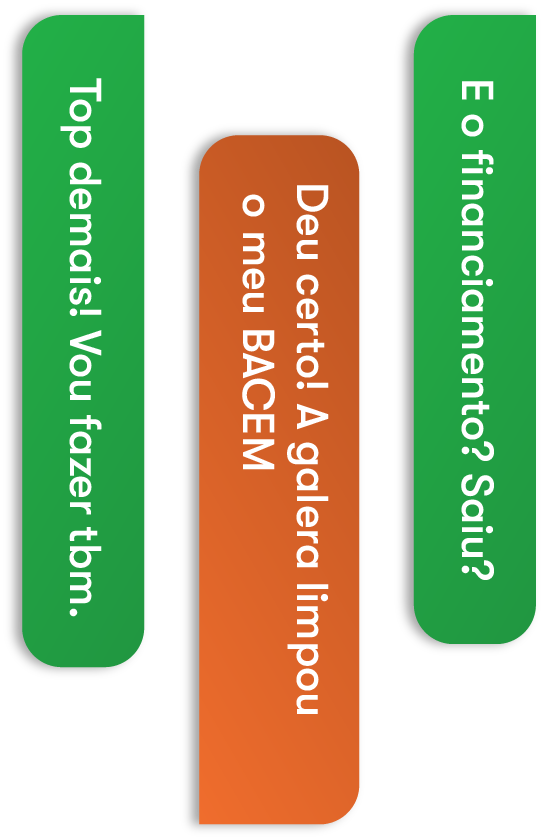 E o financiamento? Saiu?
Deu certo! A galera limpou
o meu BACEM
Top demais! Vou fazer tbm.